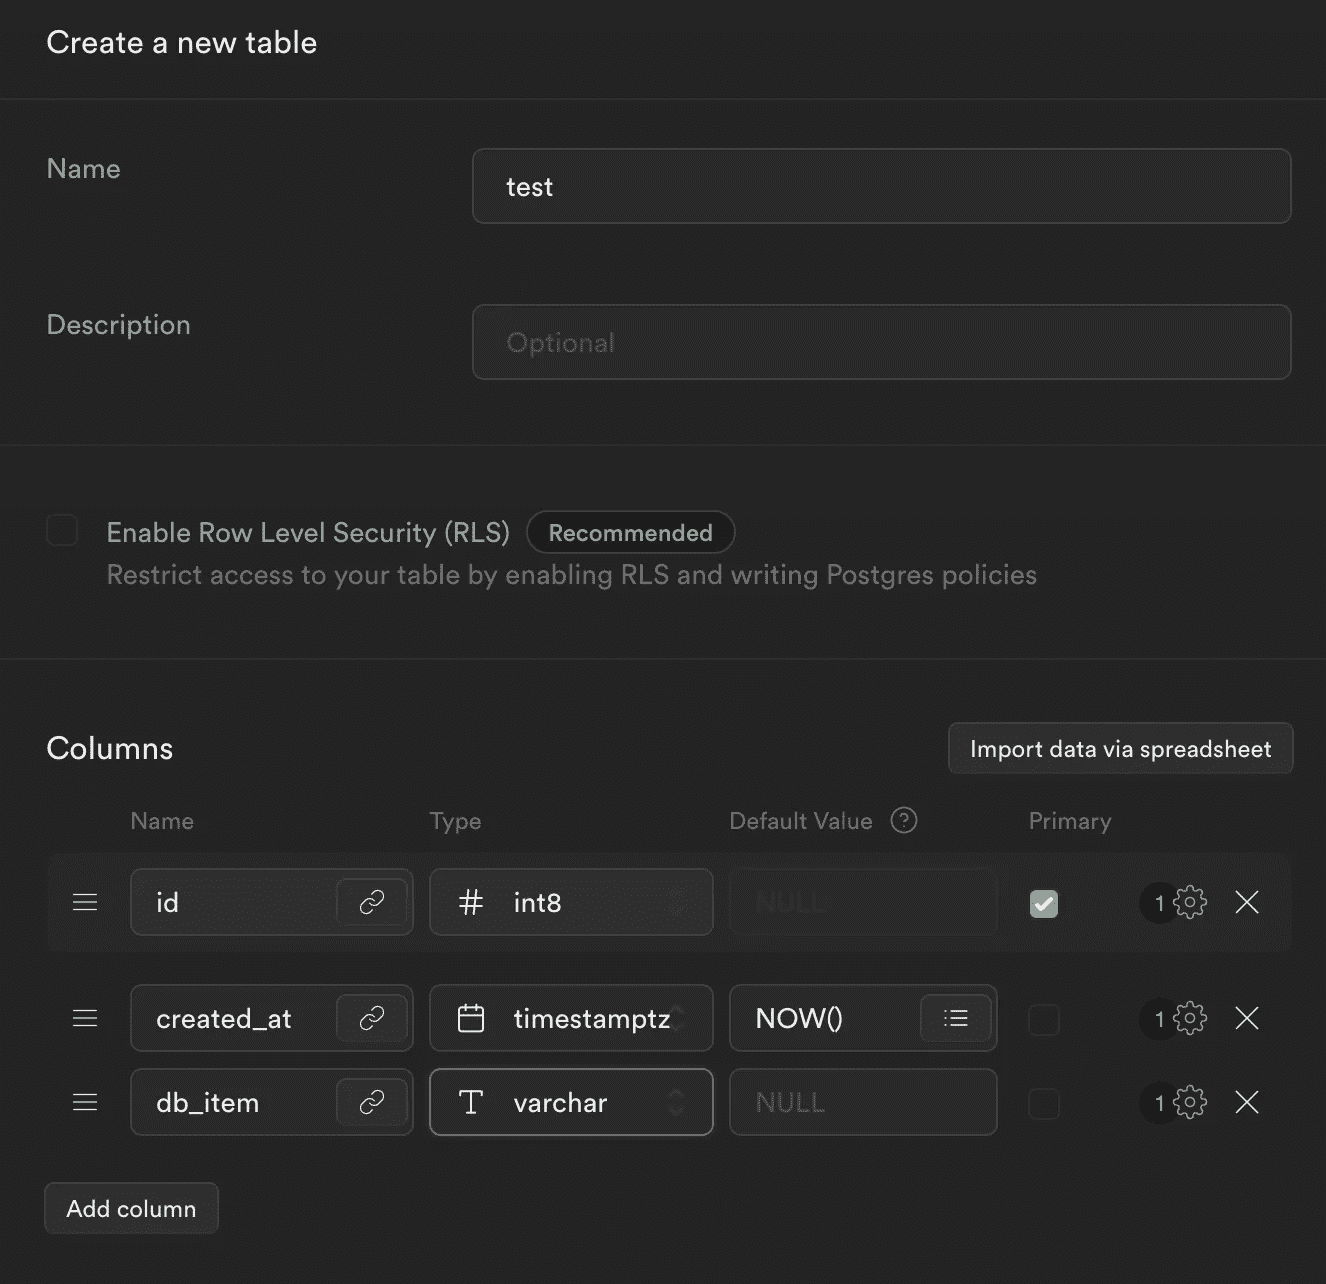 Create a new table
Name
test
Description
Optional
Enable Row Level Security (RLS) Recommended
Restrict access to your table by enabling RLS and writing Postgres policies
Columns
Import data via spreadsheet
Name Type Default Value ? Primary
id # int8 NULL 1
created_at timestamptz NOW() 1
db_item T varchar NULL 1
Add column